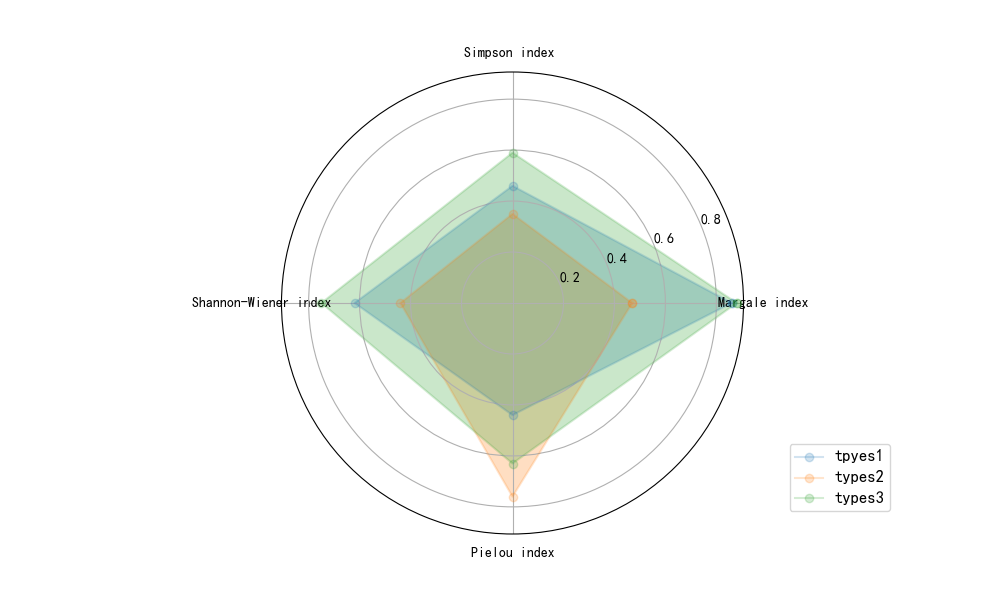 Simpson index
0.8
0.6
0.4
0.2
Shannon-Wiener index
Margale index
tpyes1
types2
types3
Pielou index